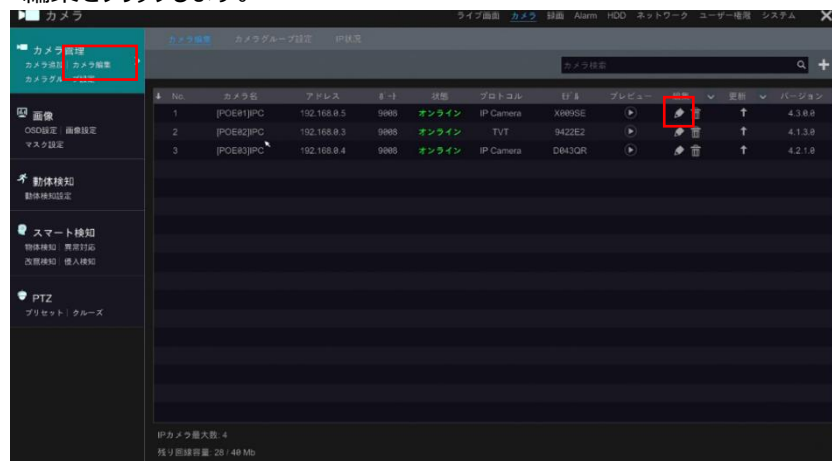 編集をクリックします。
カメラ
ライブ画面 カメラ 録画 Alarm HDD ネットワーク ユーザー権限 システム X
カメラ管理
カメラ追加 カメラ編集
カメラグループ設定
カメラ編集 カメラグループ設定 IP状況
カメラ検索
No. カメラ名 アドレス ポート 状態 プロトコル モデル プレビュー 編集 更新 バージョン
1 [POE01]IPC 192.168.0.5 9008 オンライン IP Camera X009SE 4.3.0.0
2 [POE02]IPC 192.168.0.3 9008 オンライン TVT 9422E2 4.1.3.0
3 [POE03]IPC 192.168.0.4 9008 オンライン IP Camera D043QR 4.2.1.0
画像
OSD設定 画像設定
マスク設定
動体検知
動体検知設定
スマート検知
物体検知 異常対応
改竄検知 侵入検知
PTZ
プリセット クルーズ
IPカメラ最大数: 4
残り回線容量: 28 / 40 Mb